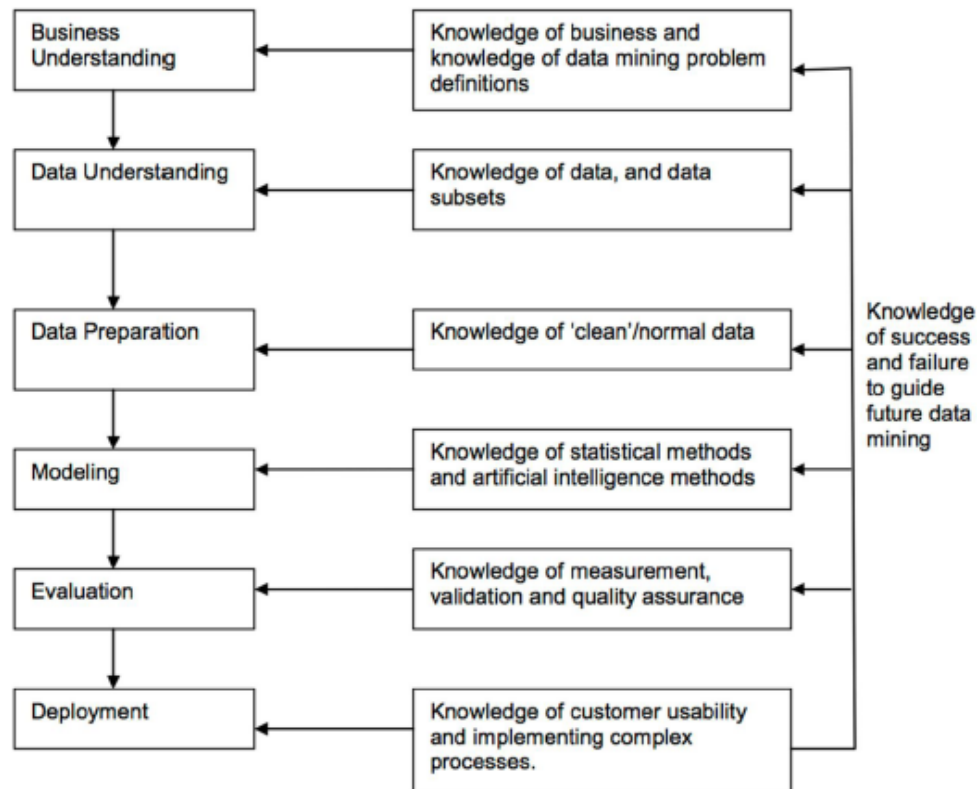 Business
Understanding
Knowledge of business and
knowledge of data mining problem
definitions
Data Understanding
Knowledge of data, and data
subsets
Data Preparation
Knowledge of ‘clean’/normal data
Knowledge
of success
and failure
to guide
future data
mining
Modeling
Knowledge of statistical methods
and artificial intelligence methods
Evaluation
Knowledge of measurement,
validation and quality assurance
Deployment
Knowledge of customer usability
and implementing complex
processes.